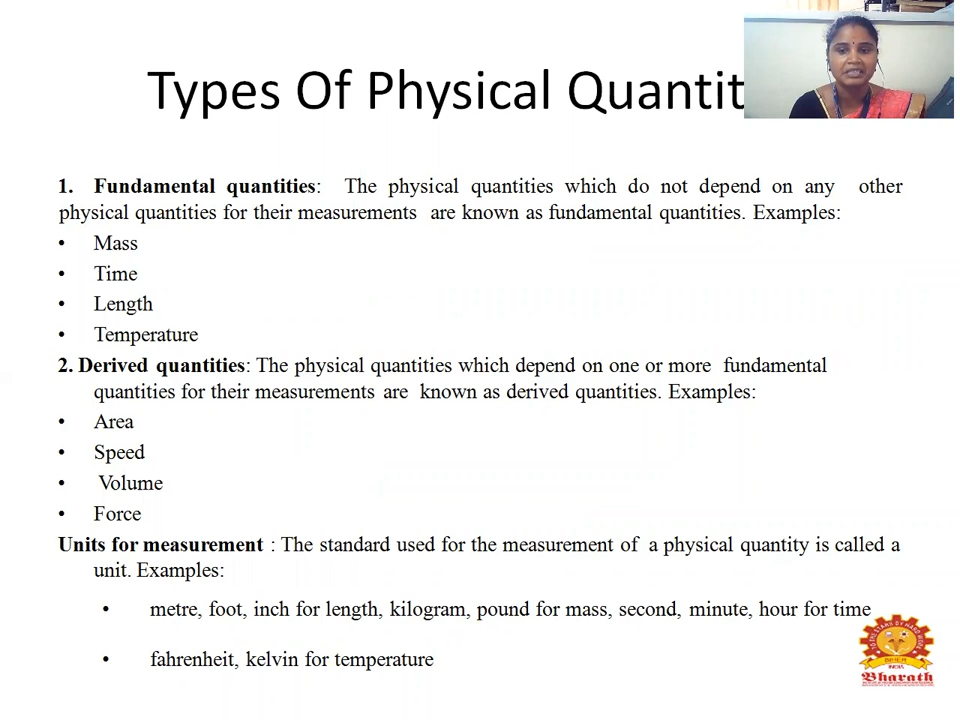 Types Of Physical Quantit
1. Fundamental quantities: The physical quantities which do not depend on any other
physical quantities for their measurements are known as fundamental quantities. Examples:
• Mass
• Time
• Length
• Temperature
2. Derived quantities: The physical quantities which depend on one or more fundamental
quantities for their measurements are known as derived quantities. Examples:
• Area
• Speed
• Volume
• Force
Units for measurement : The standard used for the measurement of a physical quantity is called a
unit. Examples:
• metre, foot, inch for length, kilogram, pound for mass, second, minute, hour for time
• fahrenheit, kelvin for temperature
BIHER
INDIA
Bharath